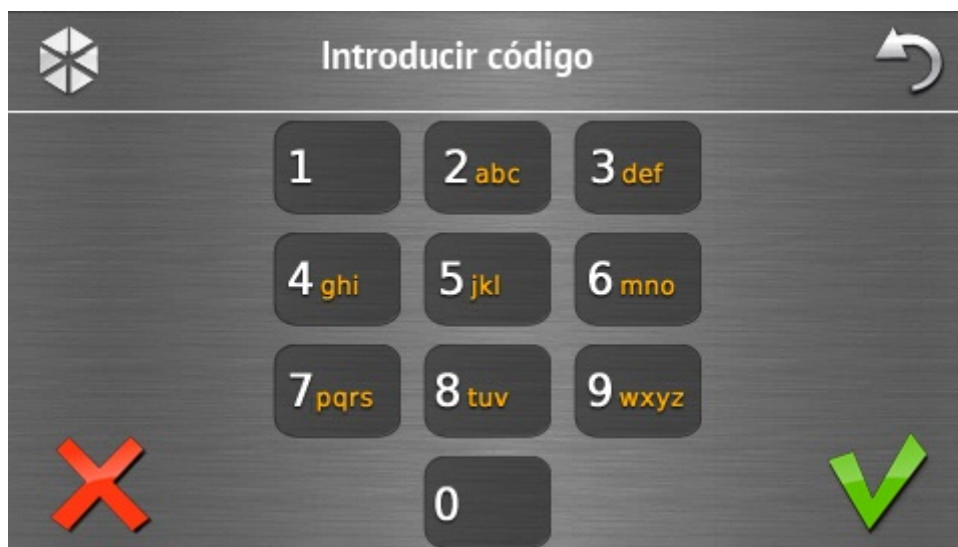 Introducir código
1 2 abc 3 def
4 ghi 5 jkl 6 mno
7 pqrs 8 tuv 9 wxyz
0